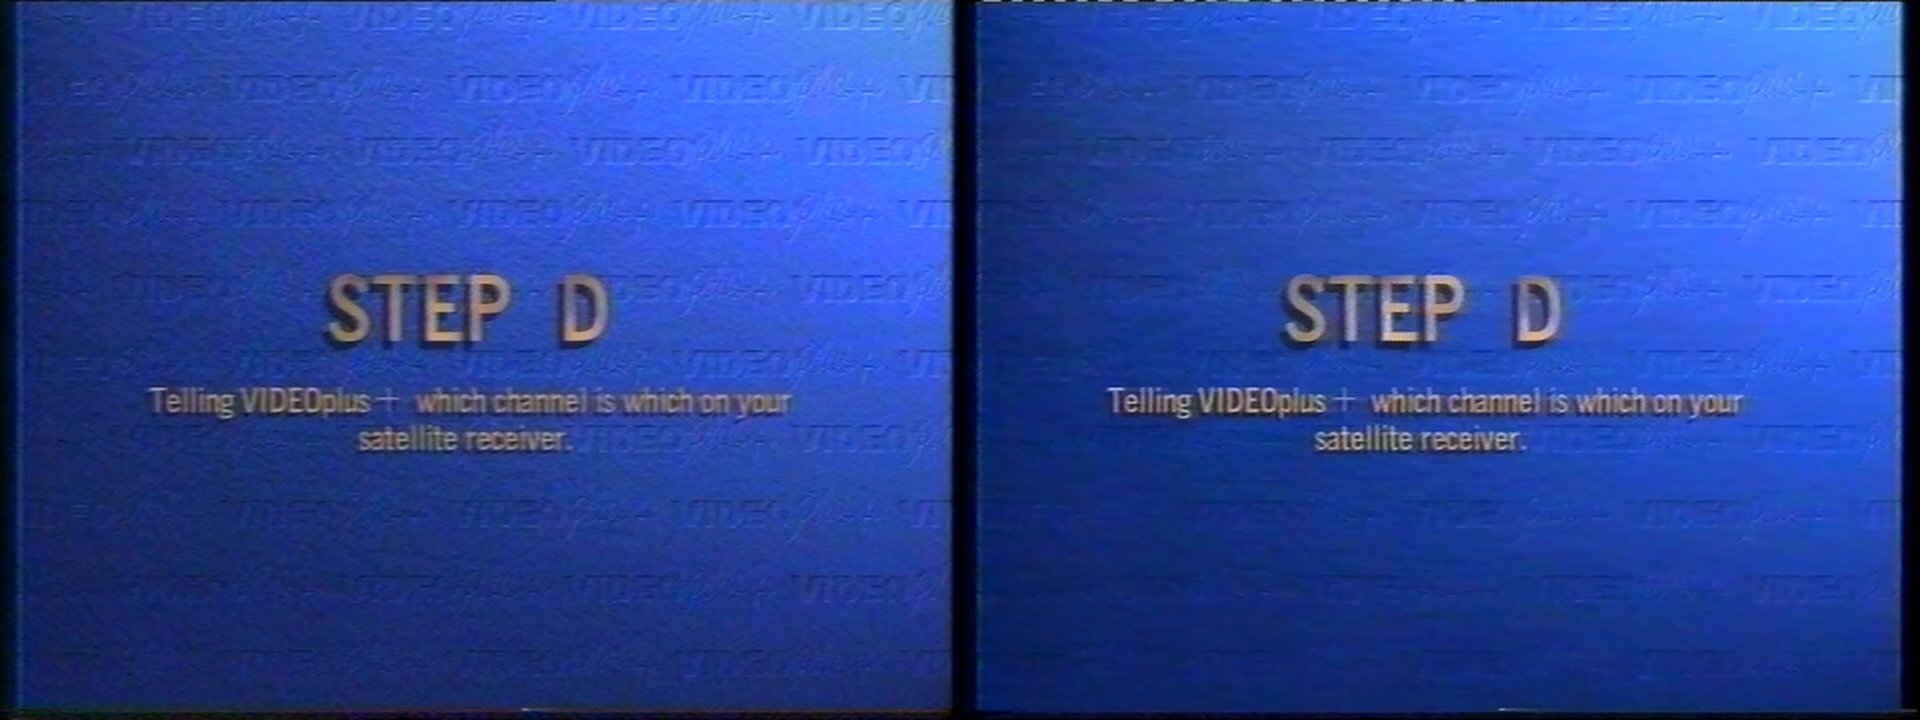 STEP D
Telling VIDEOplus+ which channel is which on your
satellite receiver.
STEP D
Telling VIDEOplus+ which channel is which on your
satellite receiver.